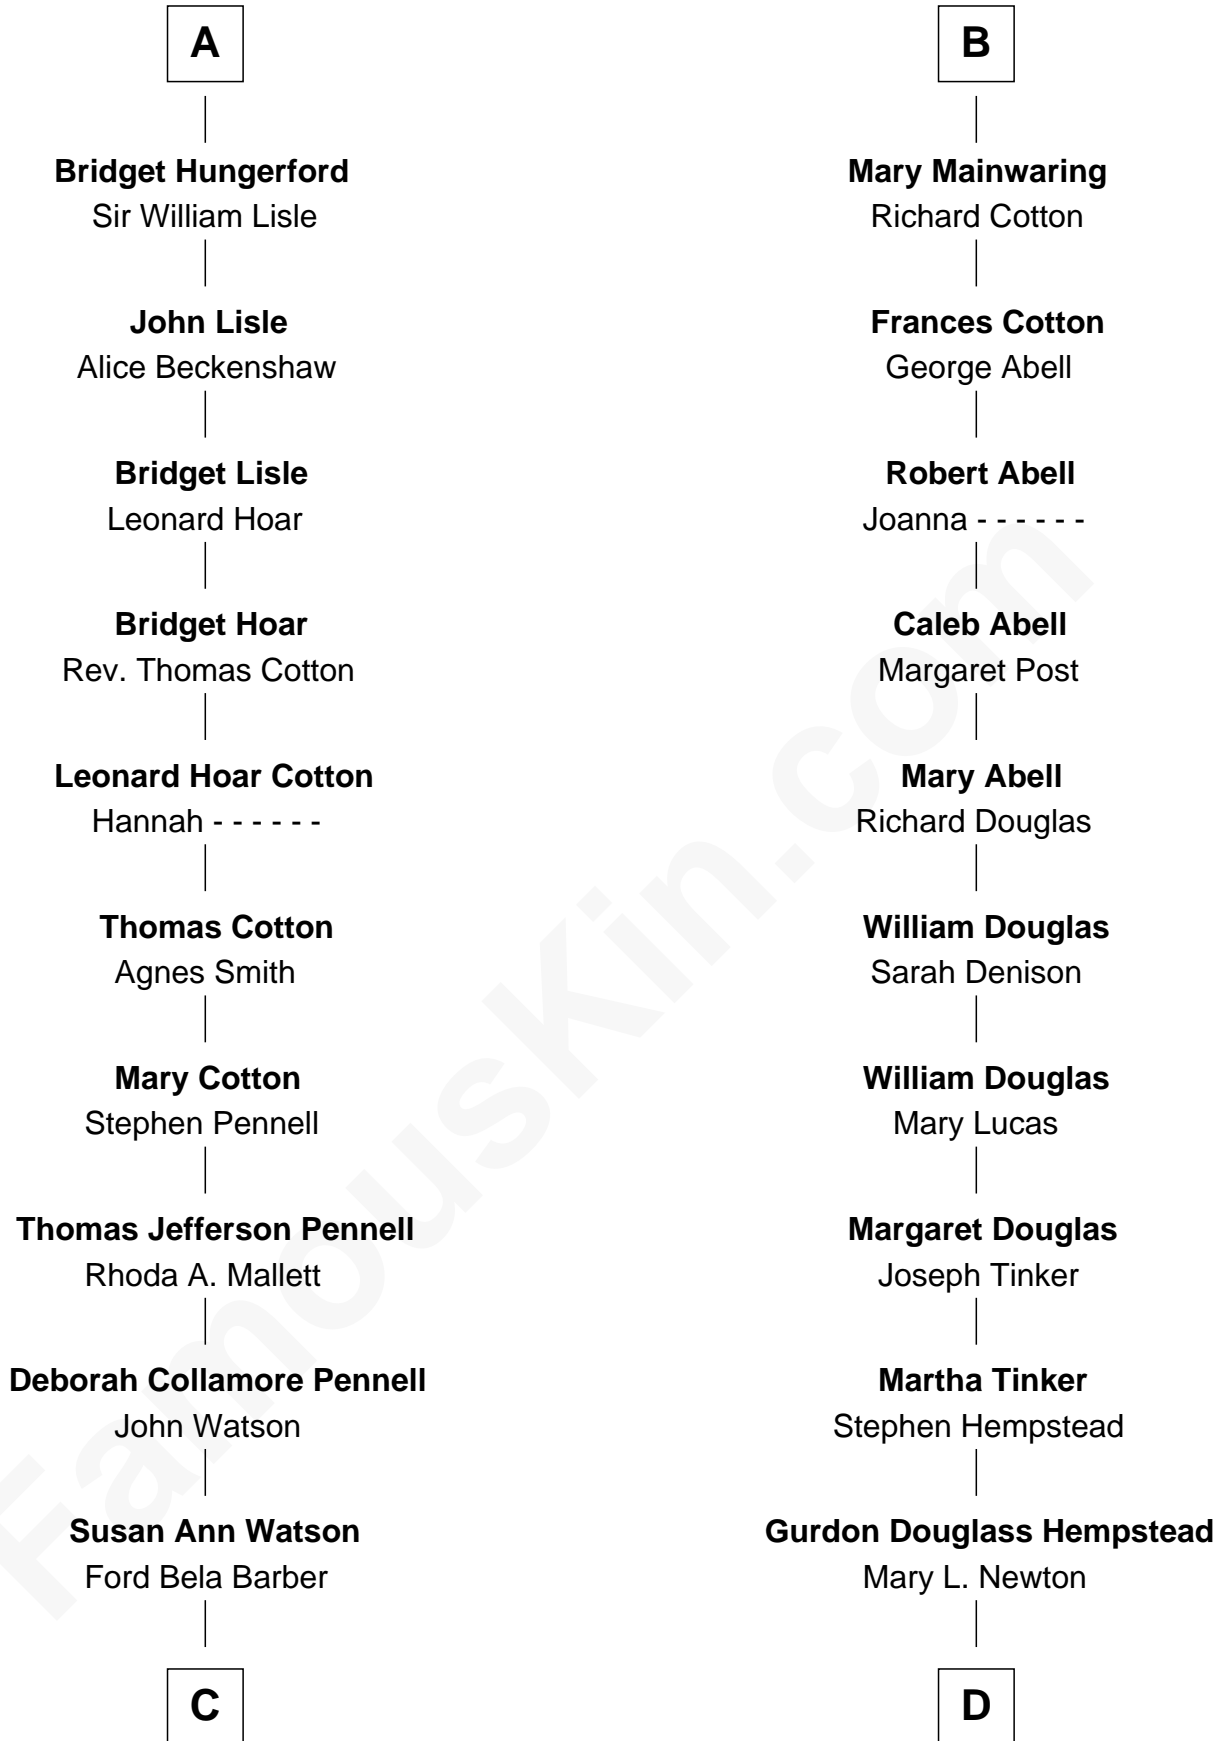 A
Bridget Hungerford
Sir William Lisle
John Lisle
Alice Beckenshaw
Bridget Lisle
Leonard Hoar
Bridget Hoar
Rev. Thomas Cotton
Leonard Hoar Cotton
Hannah - - - - - -
Thomas Cotton
Agnes Smith
Mary Cotton
Stephen Pennell
Thomas Jefferson Pennell
Rhoda A. Mallett
Deborah Collamore Pennell
John Watson
Susan Ann Watson
Ford Bela Barber
C
B
Mary Mainwaring
Richard Cotton
Frances Cotton
George Abell
Robert Abell
Joanna - - - - - -
Caleb Abell
Margaret Post
Mary Abell
Richard Douglas
William Douglas
Sarah Denison
William Douglas
Mary Lucas
Margaret Douglas
Joseph Tinker
Martha Tinker
Stephen Hempstead
Gurdon Douglass Hempstead
Mary L. Newton
D
FamousKin.com